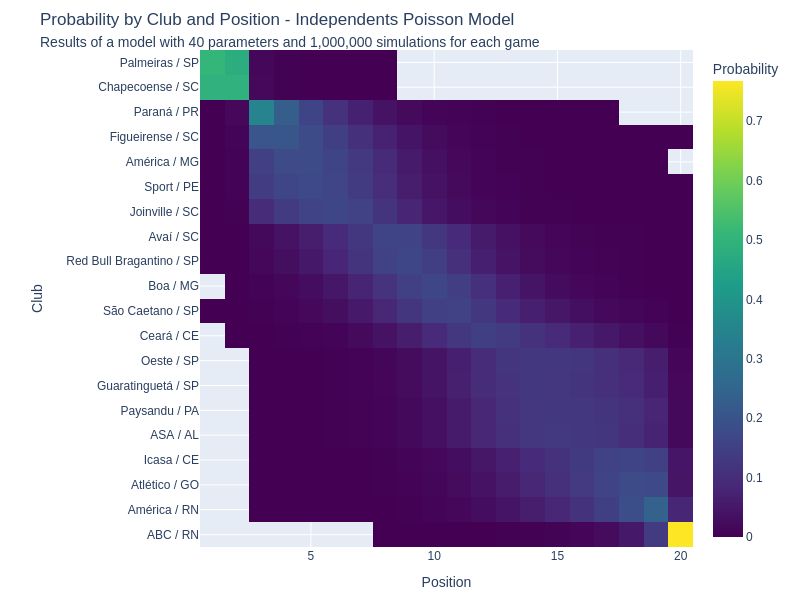 Probability by Club and Position - Independents Poisson Model
Results of a model with 40 parameters and 1,000,000 simulations for each game
Probability
Palmeiras / SP
Chapecoense / SC
Paraná / PR
Figueirense / SC
América / MG
Sport / PE
Joinville / SC
Avaí / SC
Red Bull Bragantino / SP
Boa / MG
São Caetano / SP
Ceará / CE
Oeste / SP
Guaratinguetá / SP
Paysandu / PA
ASA / AL
Icasa / CE
Atlético / GO
América / RN
ABC / RN
Club
0.7
0.6
0.5
0.4
0.3
0.2
0.1
0
5
10
15
20
Position